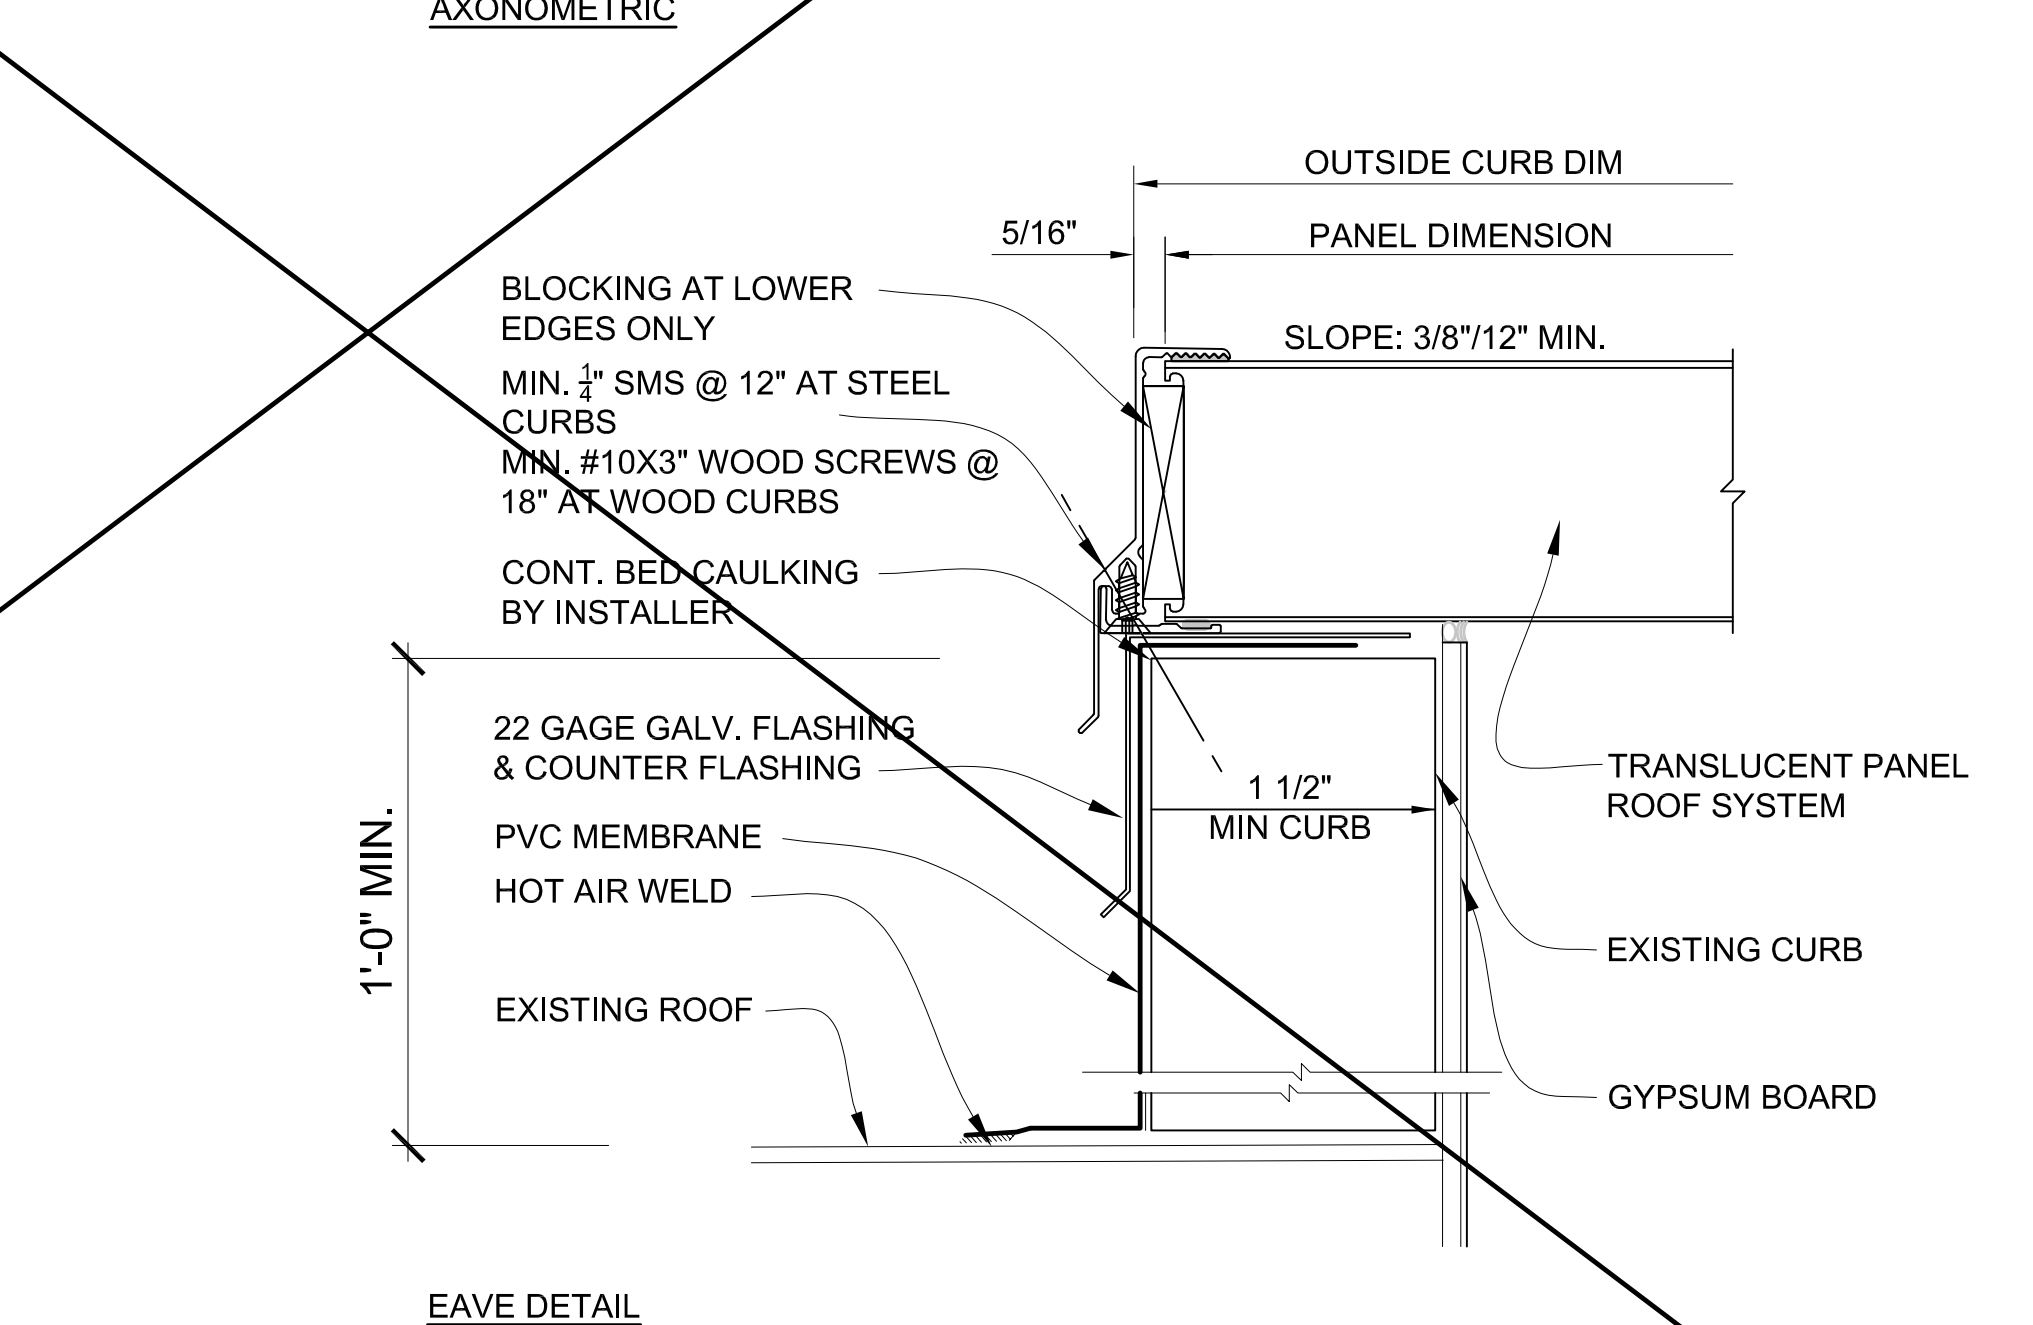 AXONOMETRIC
OUTSIDE CURB DIM
5/16"
PANEL DIMENSION
BLOCKING AT LOWER
EDGES ONLY
SLOPE: 3/8"/12" MIN.
MIN. 1/4" SMS @ 12" AT STEEL
CURBS
MIN. #10X3" WOOD SCREWS @
18" AT WOOD CURBS
CONT. BED CAULKING
BY INSTALLER
22 GAGE GALV. FLASHING
& COUNTER FLASHING
1 1/2"
MIN CURB
TRANSLUCENT PANEL
ROOF SYSTEM
PVC MEMBRANE
HOT AIR WELD
1'-0" MIN.
EXISTING CURB
EXISTING ROOF
GYPSUM BOARD
EAVE DETAIL